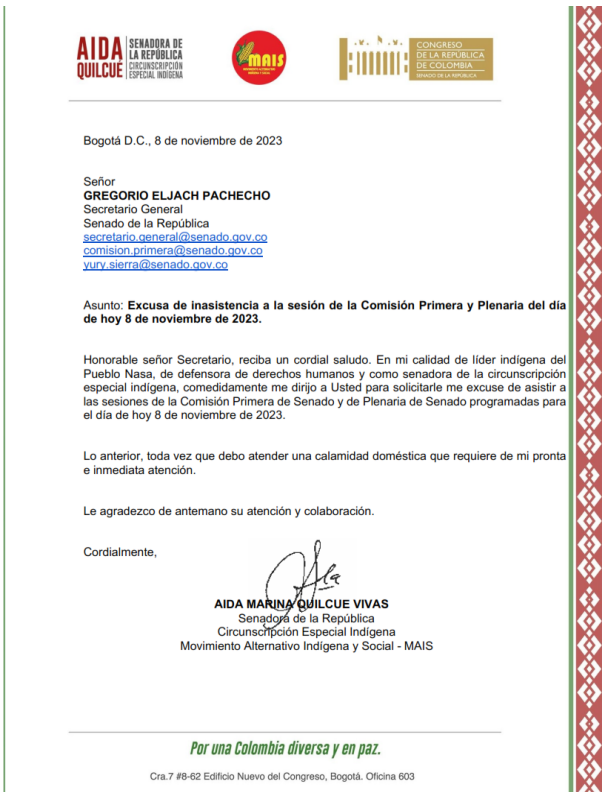 AIDA
QUILCUÉ
SENADORA DE
LA REPÚBLICA
CIRCUNSCRIPCIÓN
ESPECIAL INDÍGENA
MAIS
MOVIMIENTO ALTERNATIVO
INDÍGENA Y SOCIAL
CONGRESO
DE LA REPÚBLICA
DE COLOMBIA
SENADO DE LA REPÚBLICA
Bogotá D.C., 8 de noviembre de 2023
Señor
GREGORIO ELJACH PACHECHO
Secretario General
Senado de la República
secretario.general@senado.gov.co
comision.primera@senado.gov.co
yury.sierra@senado.gov.co
Asunto: Excusa de inasistencia a la sesión de la Comisión Primera y Plenaria del día
de hoy 8 de noviembre de 2023.
Honorable señor Secretario, reciba un cordial saludo. En mi calidad de líder indígena del
Pueblo Nasa, de defensora de derechos humanos y como senadora de la circunscripción
especial indígena, comedidamente me dirijo a Usted para solicitarle me excuse de asistir a
las sesiones de la Comisión Primera de Senado y de Plenaria de Senado programadas para
el día de hoy 8 de noviembre de 2023.
Lo anterior, toda vez que debo atender una calamidad doméstica que requiere de mi pronta
e inmediata atención.
Le agradezco de antemano su atención y colaboración.
Cordialmente,
AIDA MARINA QUILCUE VIVAS
Senadora de la República
Circunscripción Especial Indígena
Movimiento Alternativo Indígena y Social - MAIS
Por una Colombia diversa y en paz.
Cra.7 #8-62 Edificio Nuevo del Congreso, Bogotá. Oficina 603